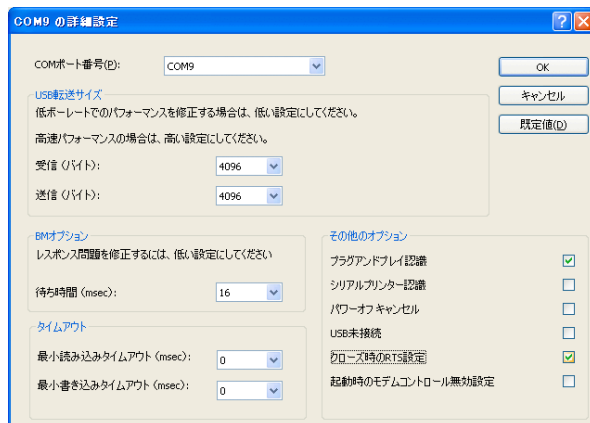 COM9 の詳細設定
COMポート番号(P): COM9
OK
キャンセル
既定値(D)
USB転送サイズ
低ボーレートでのパフォーマンスを修正する場合は、低い設定にしてください。
高速パフォーマンスの場合は、高い設定にしてください。
受信 (バイト): 4096
送信 (バイト): 4096
BMオプション
レスポンス問題を修正するには、低い設定にしてください
待ち時間 (msec): 16
タイムアウト
最小読み込みタイムアウト (msec): 0
最小書き込みタイムアウト (msec): 0
その他のオプション
プラグアンドプレイ認識
シリアルプリンター認識
パワーオフ キャンセル
USB未接続
クローズ時のRTS設定
起動時のモデムコントロール無効設定